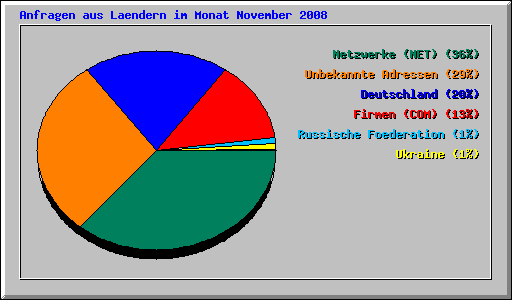 Anfragen aus Laendern im Monat November 2008
Netzwerke (NET) (36%)
Unbekannte Adressen (29%)
Deutschland (20%)
Firmen (COM) (13%)
Russische Foederation (1%)
Ukraine (1%)